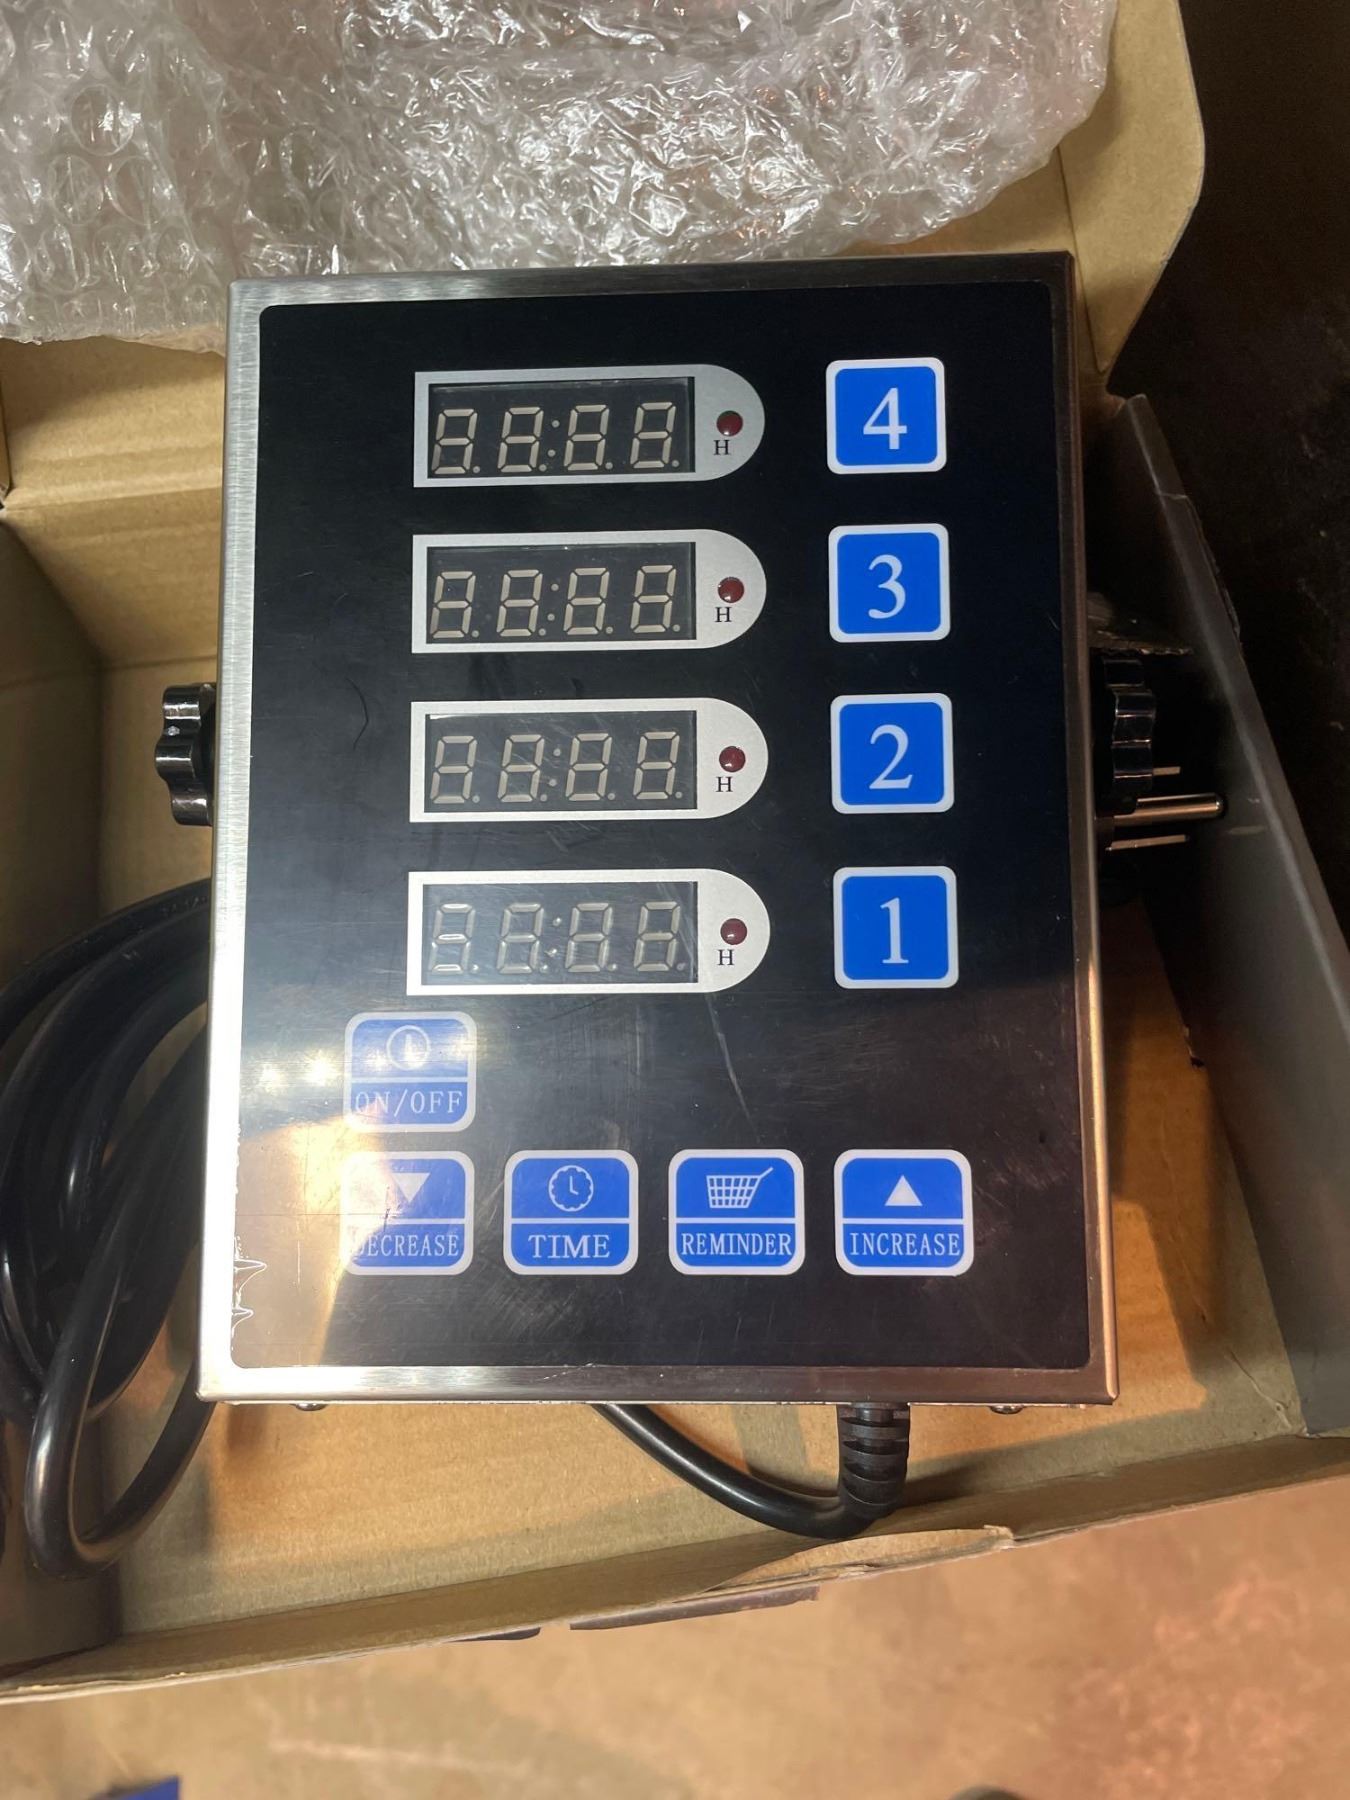 H 4
H 3
H 2
H 1
ON/OFF
DECREASE TIME REMINDER INCREASE